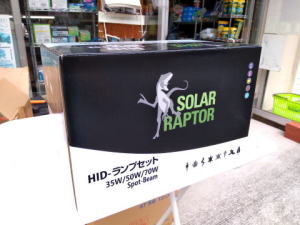 SOLAR
RAPTOR
HID-ランプセット
35W/50W/70W
Spot-Beam